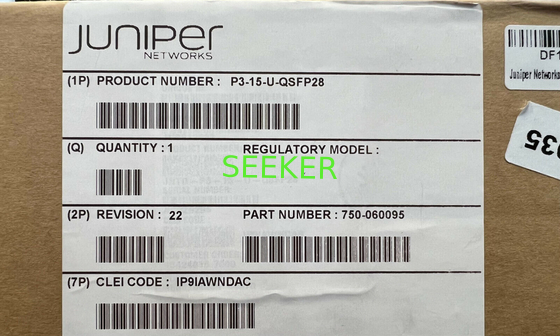 JUNIPER
NETWORKS
(1P) PRODUCT NUMBER : P3-15-U-QSFP28
(Q) QUANTITY : 1 REGULATORY MODEL :
SEEKER
(2P) REVISION : 22 PART NUMBER : 750-060095
(7P) CLEI CODE : IP9IAWNDAC
DF1
Juniper Networks
035